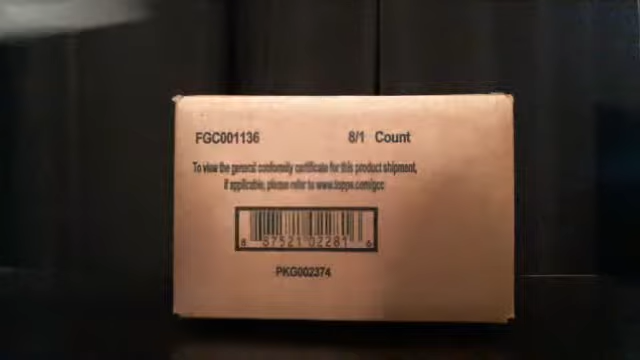 FGC001136 8/1 Count
To view the general conformity certificate for this product shipment,
if applicable, please refer to www.topps.com/gcc
8 87521 02281 6
PKG002374